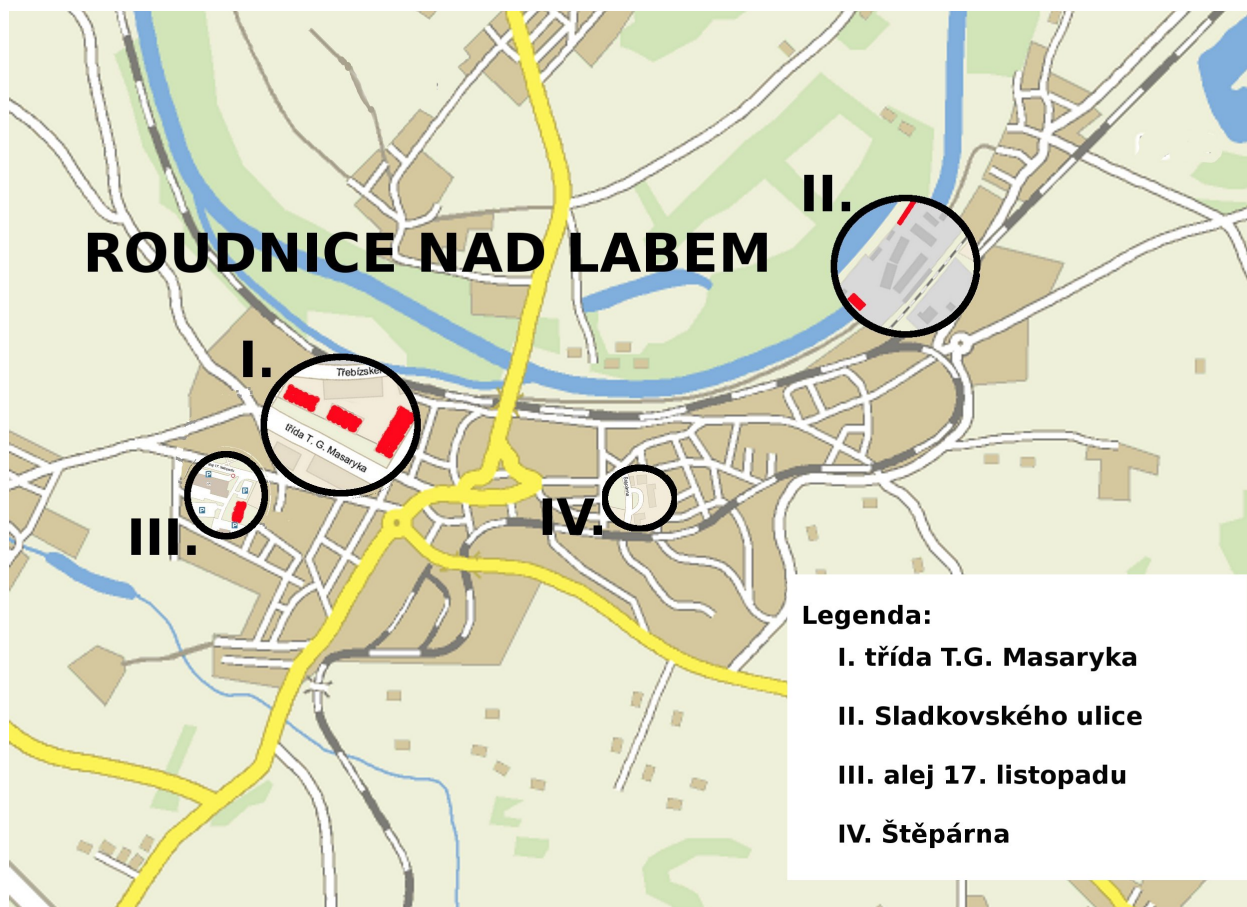 II.
ROUDNICE NAD LABEM
I.
Třebízské
třída T. G. Masaryka
III.
IV.
Legenda:
I. třída T.G. Masaryka
II. Sladkovského ulice
III. alej 17. listopadu
IV. Štěpárna